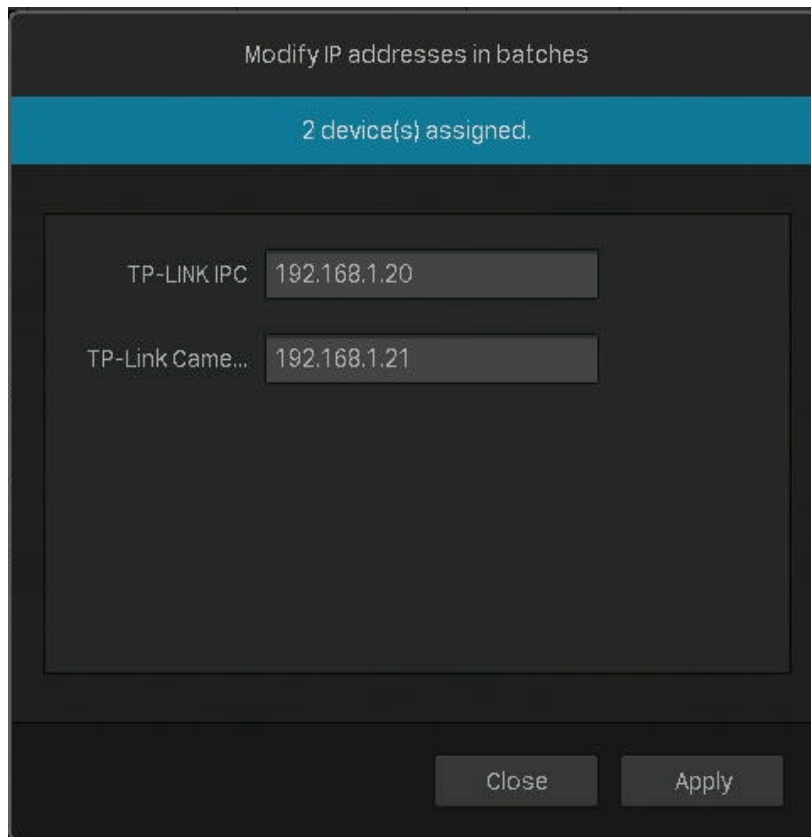 Modify IP addresses in batches
2 device(s) assigned.
TP-LINK IPC 192.168.1.20
TP-Link Came... 192.168.1.21
Close Apply